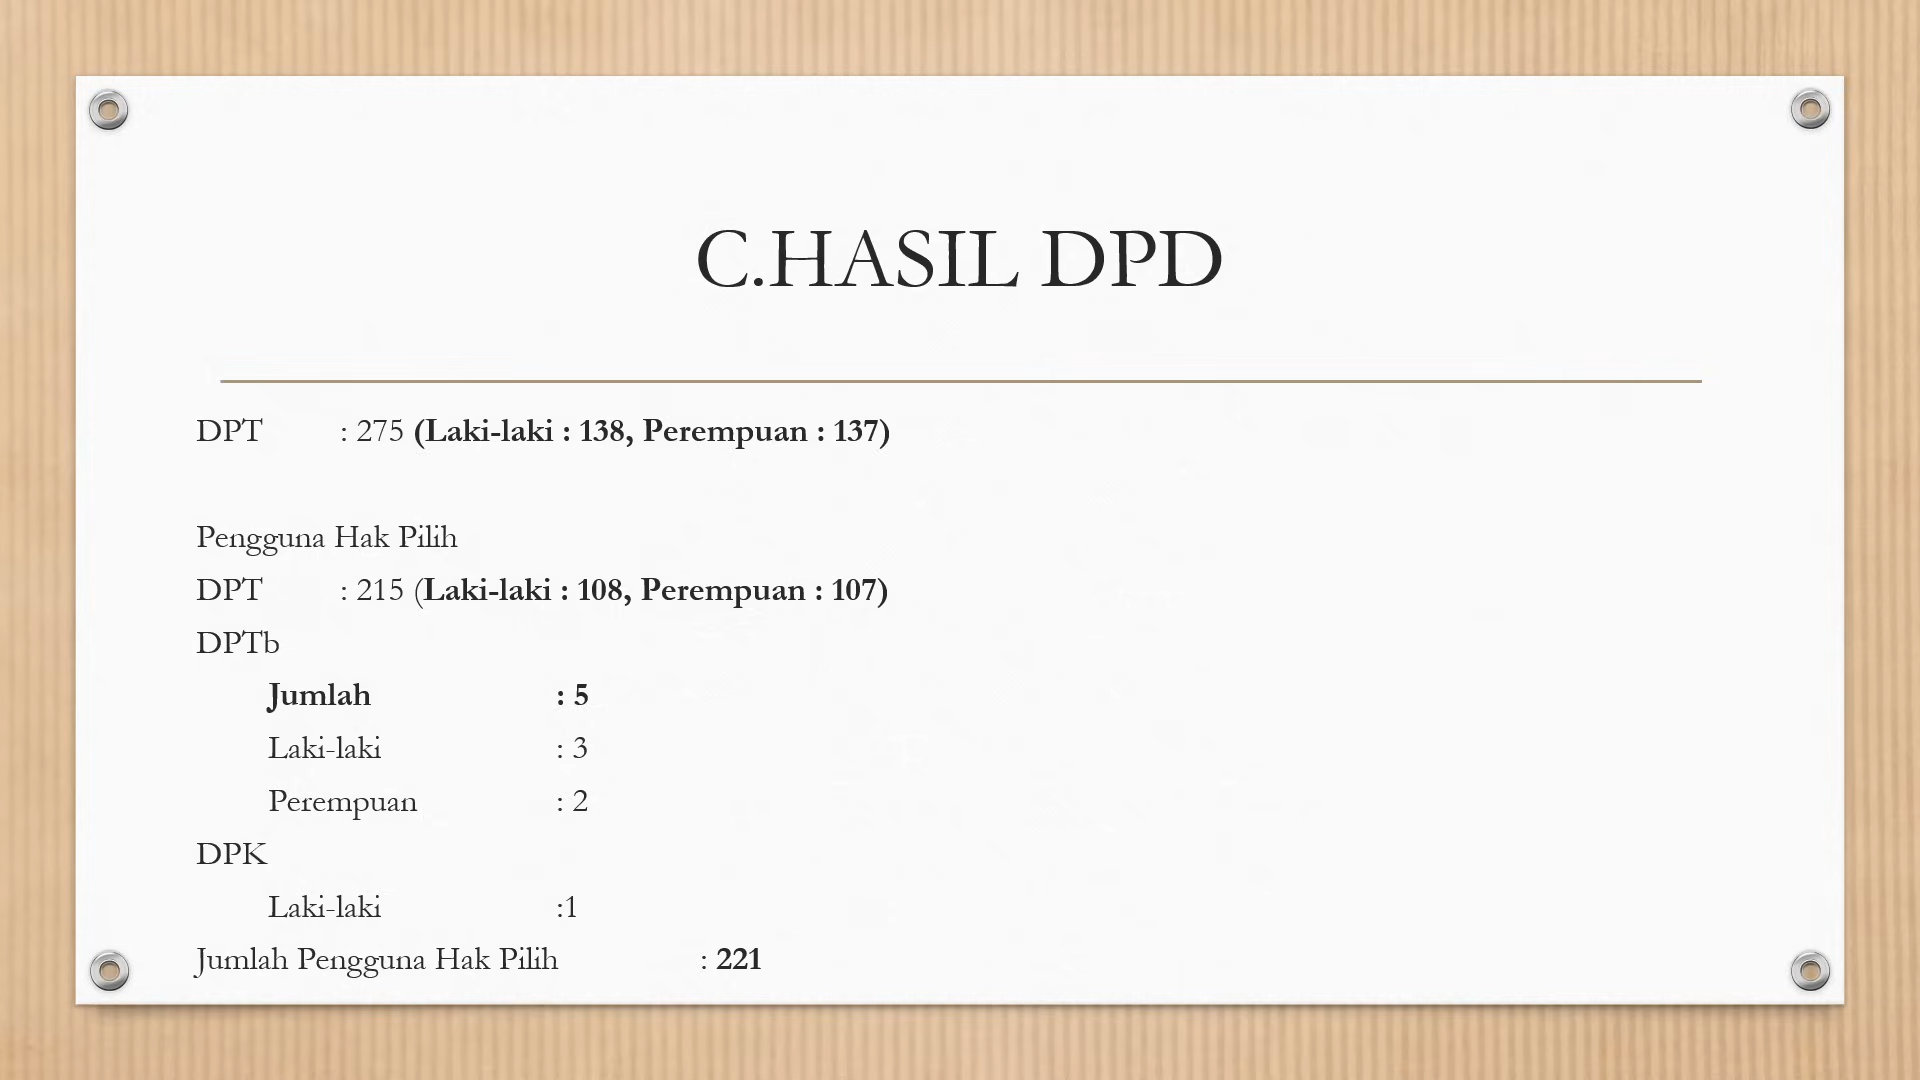 C.HASIL DPD
DPT : 275 (Laki-laki : 138, Perempuan : 137)
Pengguna Hak Pilih
DPT : 215 (Laki-laki : 108, Perempuan : 107)
DPTb
Jumlah : 5
Laki-laki : 3
Perempuan : 2
DPK
Laki-laki :1
Jumlah Pengguna Hak Pilih : 221